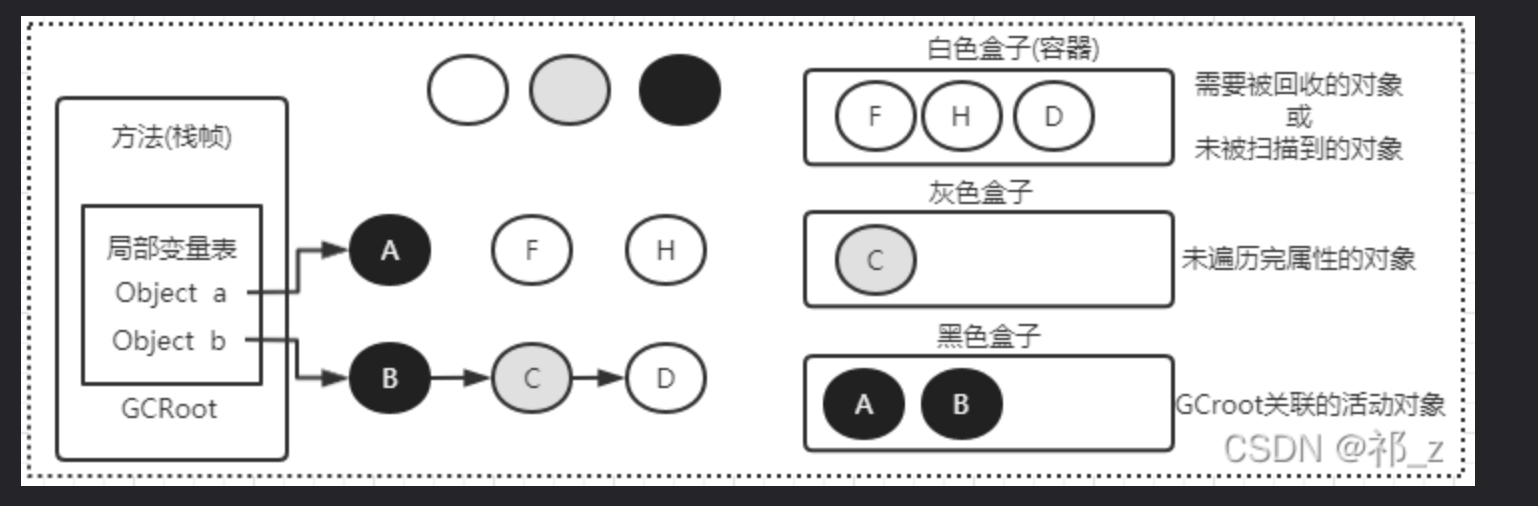 方法(栈帧)
局部变量表
Object a
Object b
GCRoot
A
F
H
B
C
D
白色盒子(容器)
F
H
D
需要被回收的对象
或
未被扫描到的对象
灰色盒子
C
未遍历完属性的对象
黑色盒子
A
B
GCroot关联的活动对象
CSDN @祁_z